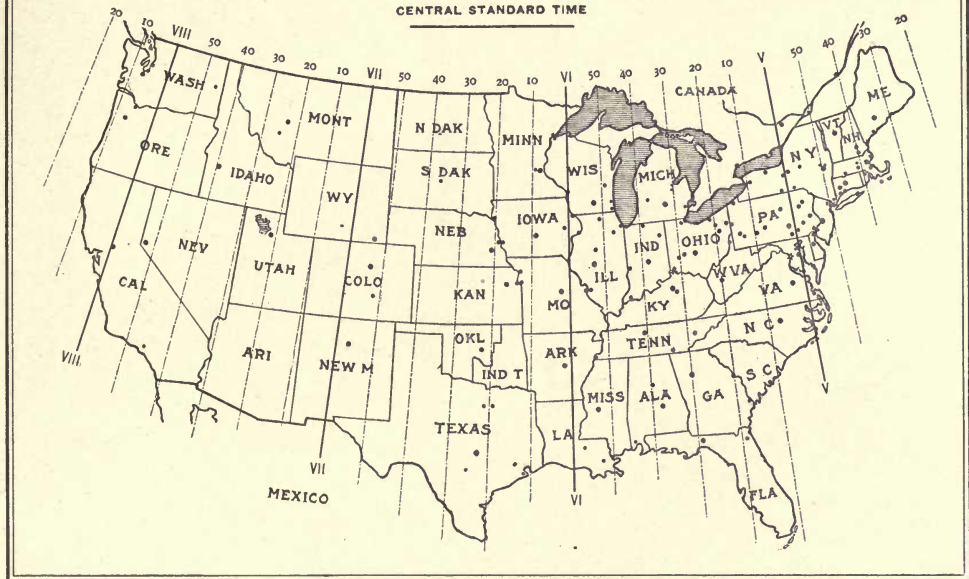 CENTRAL STANDARD TIME
20 10 VIII 50 40 30 20 10 VII 50 40 30 20 10 VI 50 40 30 20 10 V 50 40 30 20
WASH
MONT
N DAK
MINN
CANADA
ME
VT
NH
ORE
IDAHO
S DAK
WIS
MICH
NY
WY
IOWA
NEB
PA
NEV
UTAH
COLO
ILL
IND
OHIO
W VA
CAL
KAN
MO
KY
VA
VIII
ARI
NEW M
OKL
IND T
ARK
TENN
N C
S C
V
TEXAS
MISS
ALA
GA
LA
VII
MEXICO
VI
FLA